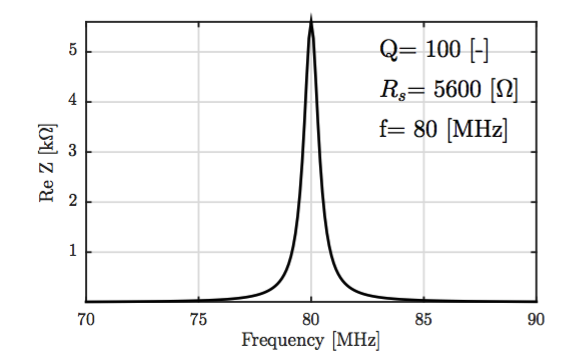 Q= 100 [-]
R_s= 5600 [Ω]
f= 80 [MHz]
5
4
3
2
1
Re Z [kΩ]
70 75 80 85 90
Frequency [MHz]